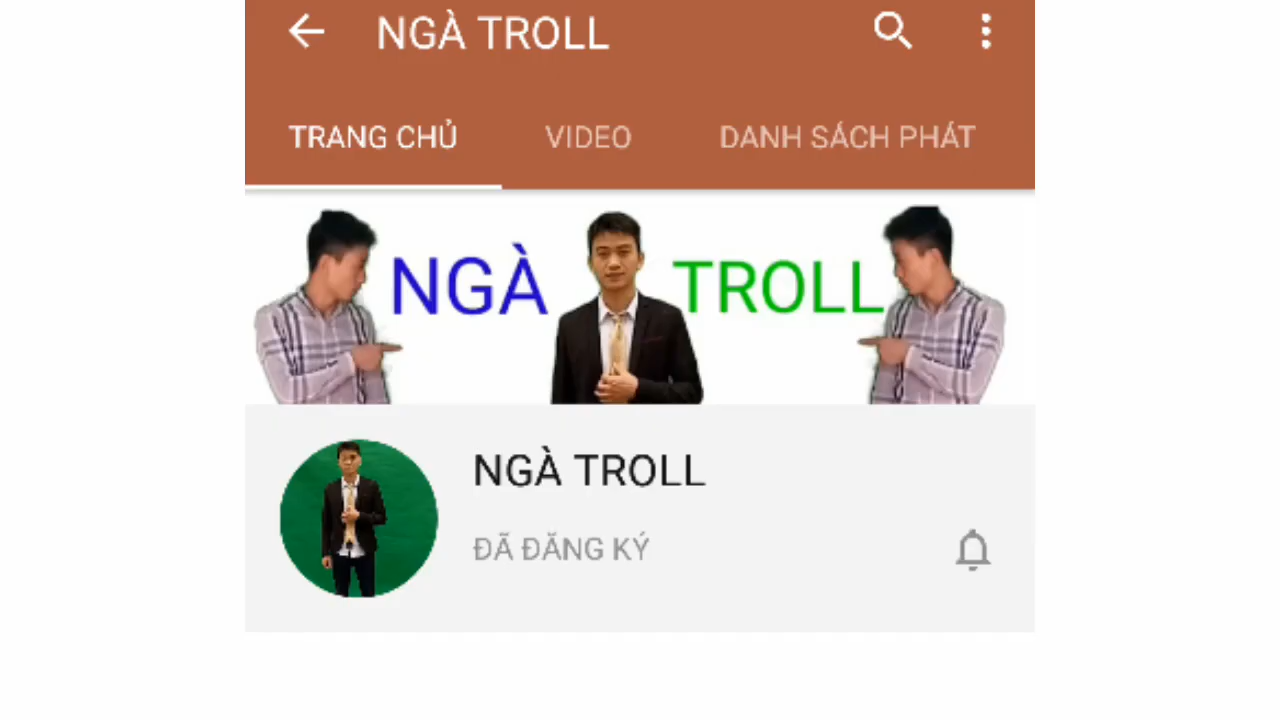 NGÀ TROLL
TRANG CHỦ VIDEO DANH SÁCH PHÁT
NGÀ TROLL
NGÀ TROLL
ĐÃ ĐĂNG KÝ